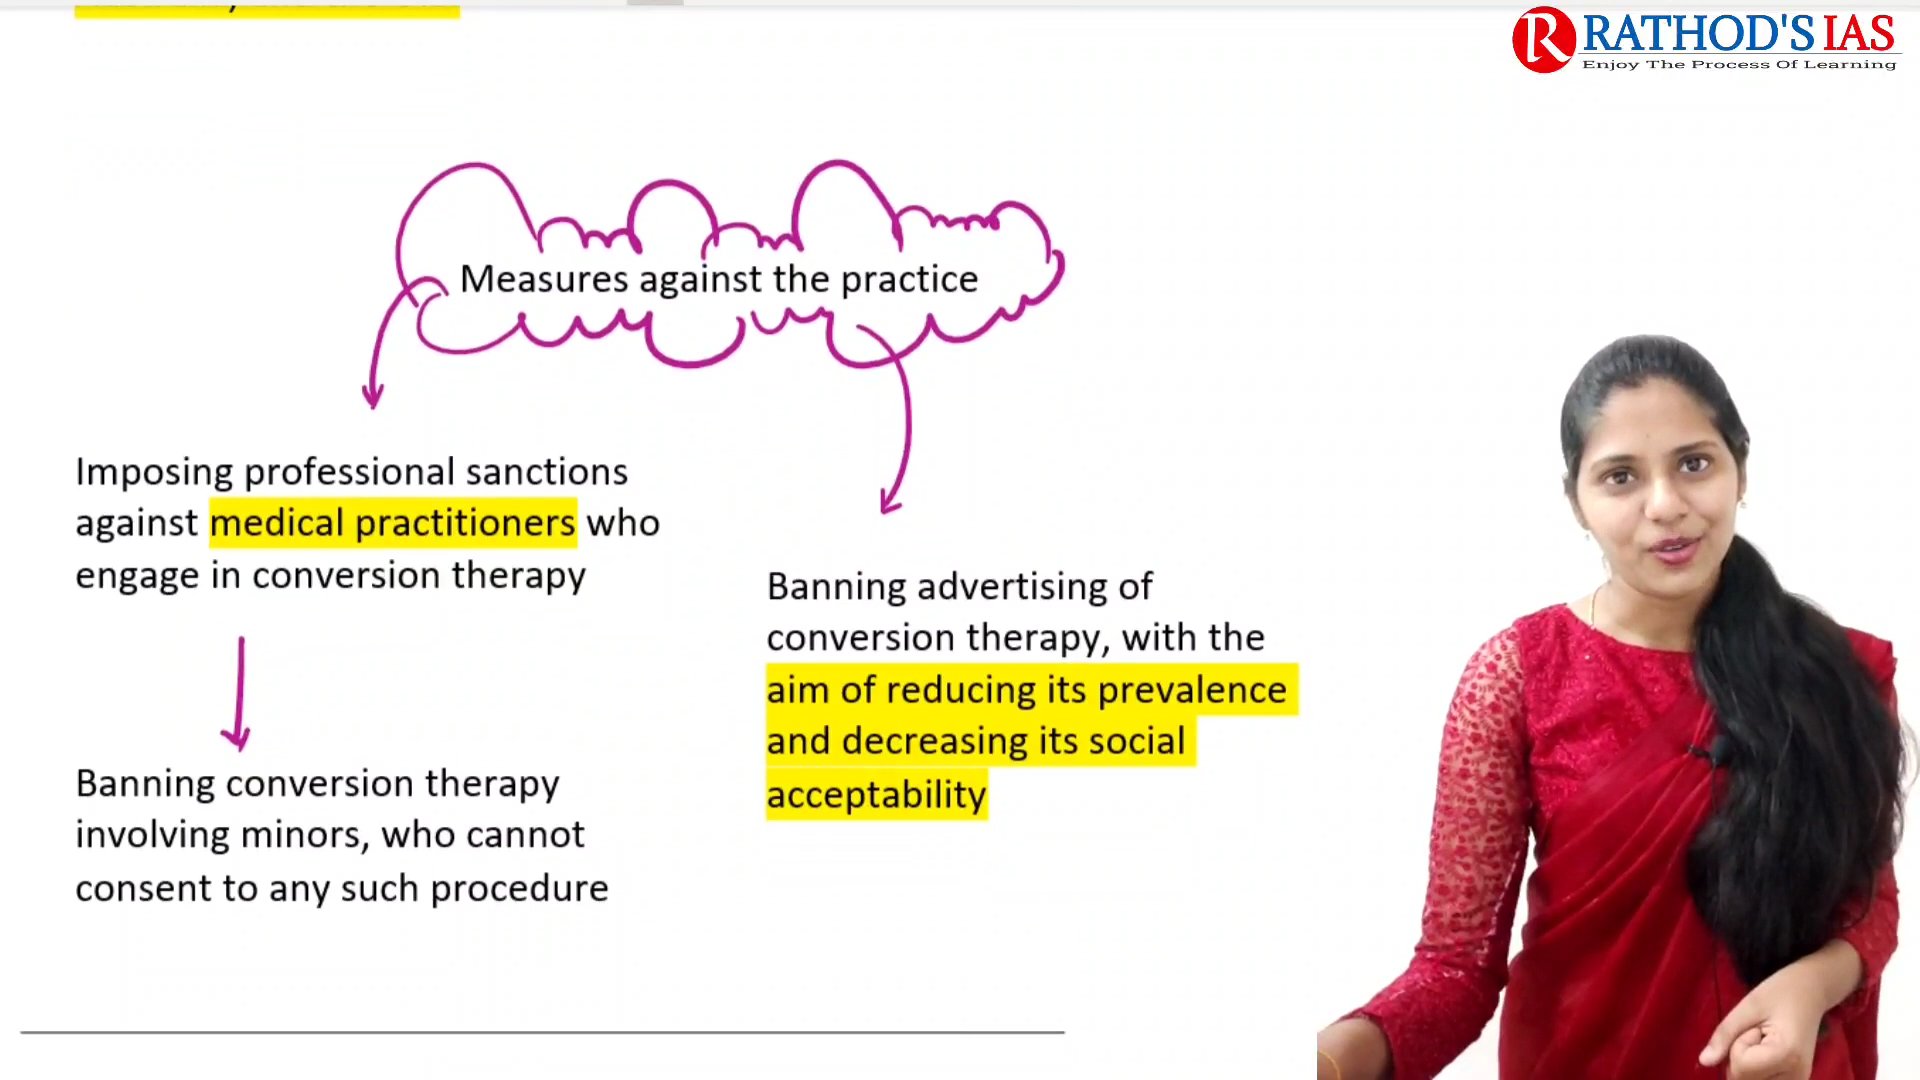 RATHOD'S IAS
Enjoy The Process Of Learning
Measures against the practice
Imposing professional sanctions
against medical practitioners who
engage in conversion therapy
Banning conversion therapy
involving minors, who cannot
consent to any such procedure
Banning advertising of
conversion therapy, with the
aim of reducing its prevalence
and decreasing its social
acceptability